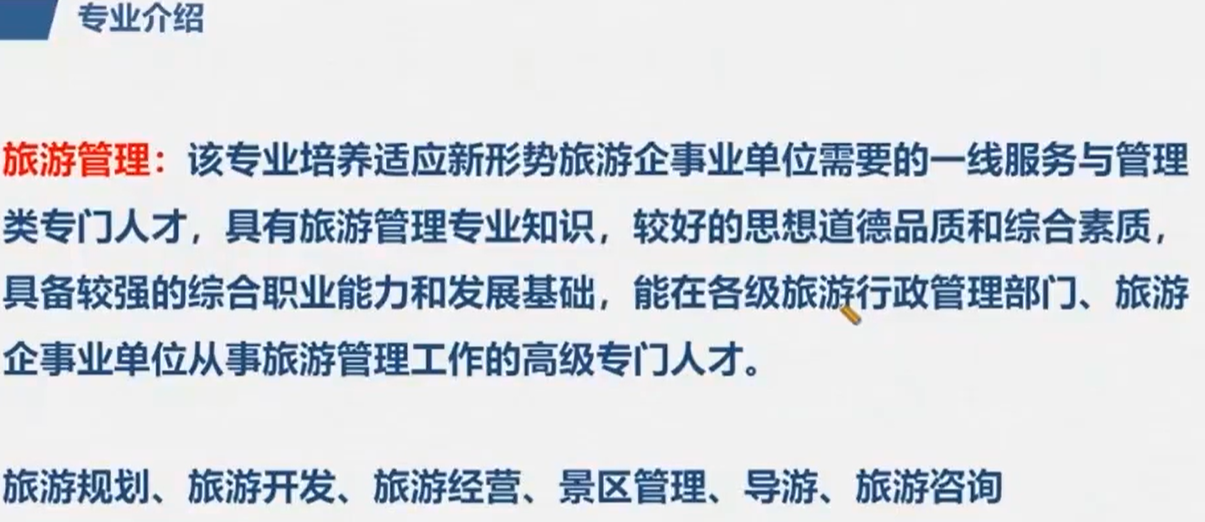 专业介绍
旅游管理：该专业培养适应新形势旅游企事业单位需要的一线服务与管理
类专门人才，具有旅游管理专业知识，较好的思想道德品质和综合素质，
具备较强的综合职业能力和发展基础，能在各级旅游行政管理部门、旅游
企事业单位从事旅游管理工作的高级专门人才。
旅游规划、旅游开发、旅游经营、景区管理、导游、旅游咨询